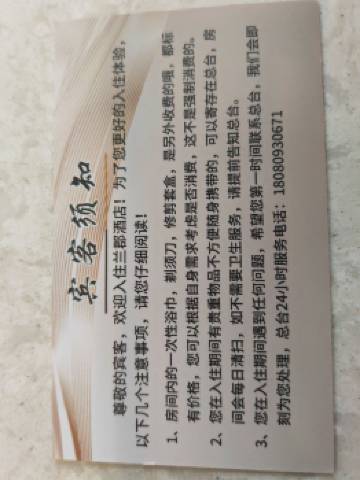 宾客须知
尊敬的宾客，欢迎入住兰郡酒店！为了您更好的入住体验，
以下几个注意事项，请您仔细阅读！
1、房间内的一次性浴巾，剃须刀，修剪套盒，是另外收费的哦，都标
有价格，您可以根据自身需求考虑是否消费，这不是强制消费的。
2、您在入住期间有贵重物品不方便随身携带的，可以寄存在总台，房
间会每日清扫，如不需要卫生服务，请提前告知总台。
3、您在入住期间遇到任何问题，希望您第一时间联系总台，我们会即
刻为您处理，总台24小时服务电话：18080930671